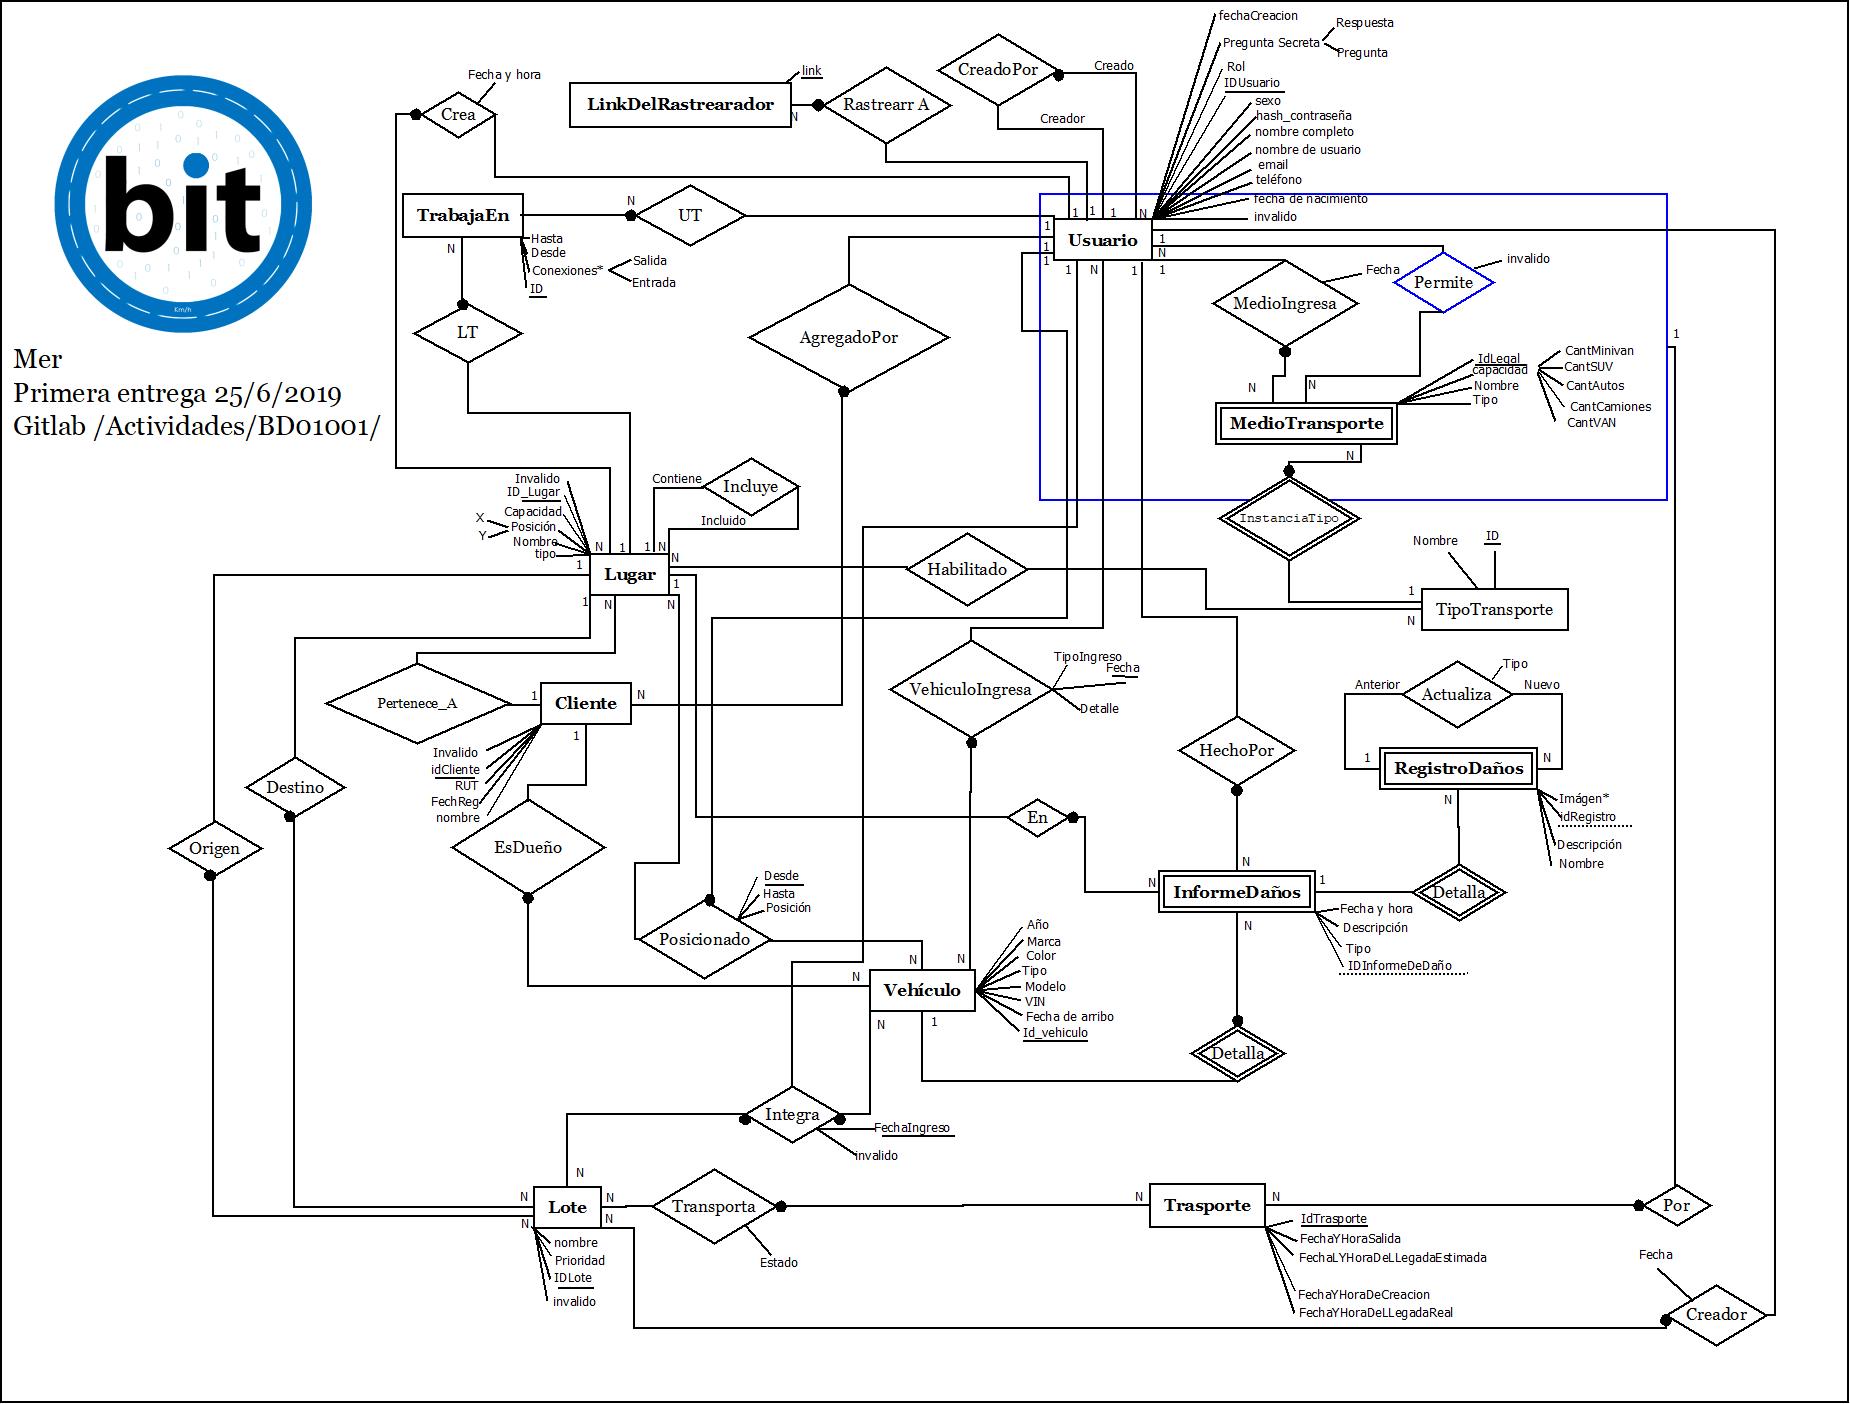 bit
Km/h
Mer
Primera entrega 25/6/2019
Gitlab /Actividades/BD01001/
Fecha y hora
Crea
LinkDelRastrearador
link
N
Rastrearr A
CreadoPor
Creado
Creador
fechaCreacion
Pregunta Secreta
Respuesta
Pregunta
Rol
IDUsuario
sexo
hash_contraseña
nombre completo
nombre de usuario
email
teléfono
fecha de nacimiento
invalido
TrabajaEn
N
UT
Hasta
Desde
Conexiones*
Salida
Entrada
ID
N
LT
1
1
1
N
1
1
1
Usuario
1
N
1
1
N
1
AgregadoPor
MedioIngresa
Fecha
Permite
invalido
1
N
N
MedioTransporte
IdLegal
capacidad
Nombre
Tipo
CantMinivan
CantSUV
CantAutos
CantCamiones
CantVAN
N
InstanciaTipo
Nombre
ID
1
TipoTransporte
N
Invalido
ID_Lugar
Capacidad
X
Y
Posición
Nombre
tipo
Contiene
Incluye
Incluido
N
1
1
N
N
1
Lugar
1
1
N
N
Habilitado
Pertenece_A
1
Cliente
N
1
Invalido
idCliente
RUT
FechReg
nombre
Destino
Origen
EsDueño
VehiculoIngresa
TipoIngreso
Fecha
Detalle
HechoPor
Anterior
Actualiza
Tipo
Nuevo
1
RegistroDaños
N
N
Imágen*
idRegistro
Descripción
Nombre
En
N
N
InformeDaños
1
Detalla
N
Fecha y hora
Descripción
Tipo
IDInformeDeDaño
Desde
Hasta
Posición
Posicionado
N
N
N
Vehículo
N
1
Año
Marca
Color
Tipo
Modelo
VIN
Fecha de arribo
Id_vehiculo
Detalla
Integra
FechaIngreso
invalido
N
N
Lote
N
N
N
nombre
Prioridad
IDLote
invalido
Transporta
Estado
N
Trasporte
N
IdTrasporte
FechaYHoraSalida
FechaLYHoraDeLLegadaEstimada
FechaYHoraDeCreacion
FechaYHoraDeLLegadaReal
Por
Fecha
Creador